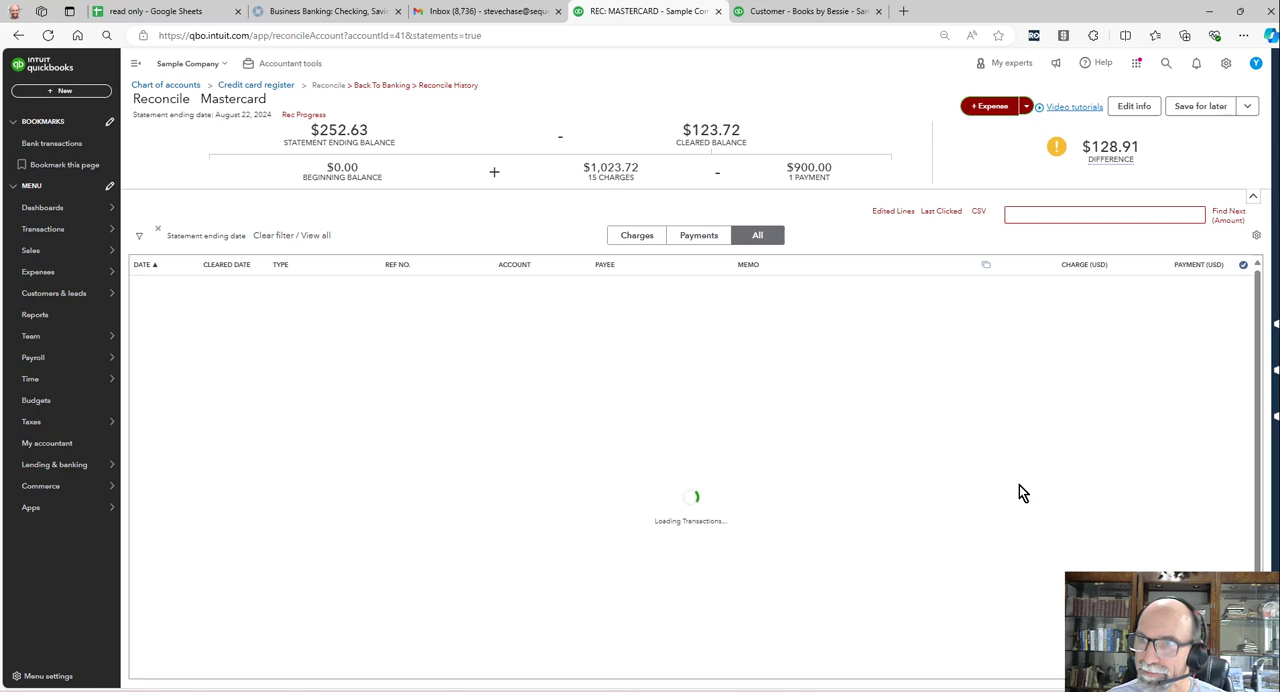 read only - Google Sheets
Business Banking: Checking, Savin
Inbox (8,736) - stevechase@seque
REC: MASTERCARD - Sample Com
Customer - Books by Bessie - Sam
https://qbo.intuit.com/app/reconcileAccount?accountId=41&statements=true
INTUIT
quickbooks
Sample Company
Accountant tools
My experts
Help
+ New
Chart of accounts
Credit card register
Reconcile > Back To Banking > Reconcile History
Reconcile Mastercard
Statement ending date: August 22, 2024
Rec Progress
+ Expense
Video tutorials
Edit info
Save for later
$252.63
STATEMENT ENDING BALANCE
-
$123.72
CLEARED BALANCE
$128.91
DIFFERENCE
$0.00
BEGINNING BALANCE
+
$1,023.72
15 CHARGES
-
$900.00
1 PAYMENT
BOOKMARKS
Bank transactions
Bookmark this page
MENU
Dashboards
Transactions
Sales
Expenses
Customers & leads
Reports
Team
Payroll
Time
Budgets
Taxes
My accountant
Lending & banking
Commerce
Apps
Menu settings
Edited Lines
Last Clicked
CSV
Find Next
(Amount)
Statement ending date
Clear filter / View all
Charges
Payments
All
DATE
CLEARED DATE
TYPE
REF NO.
ACCOUNT
PAYEE
MEMO
CHARGE (USD)
PAYMENT (USD)
Loading Transactions...